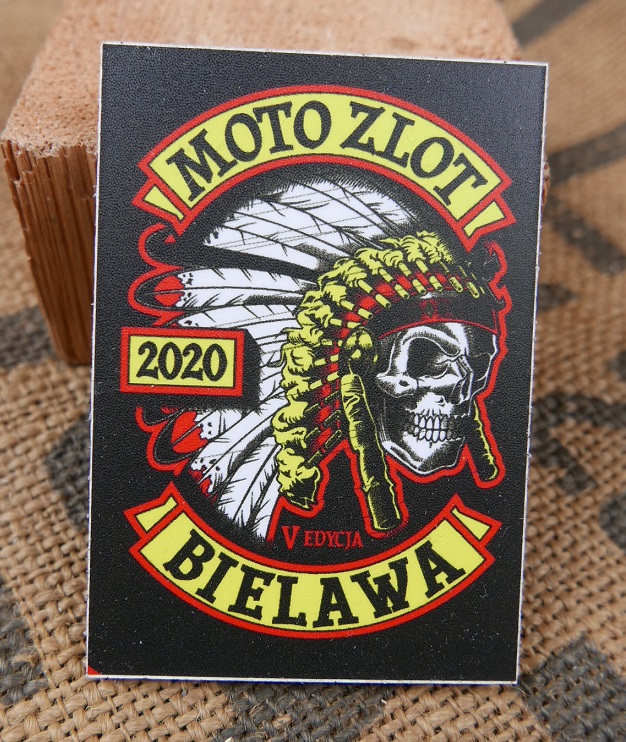 MOTO ZLOT
2020
V EDYCJA
BIELAWA